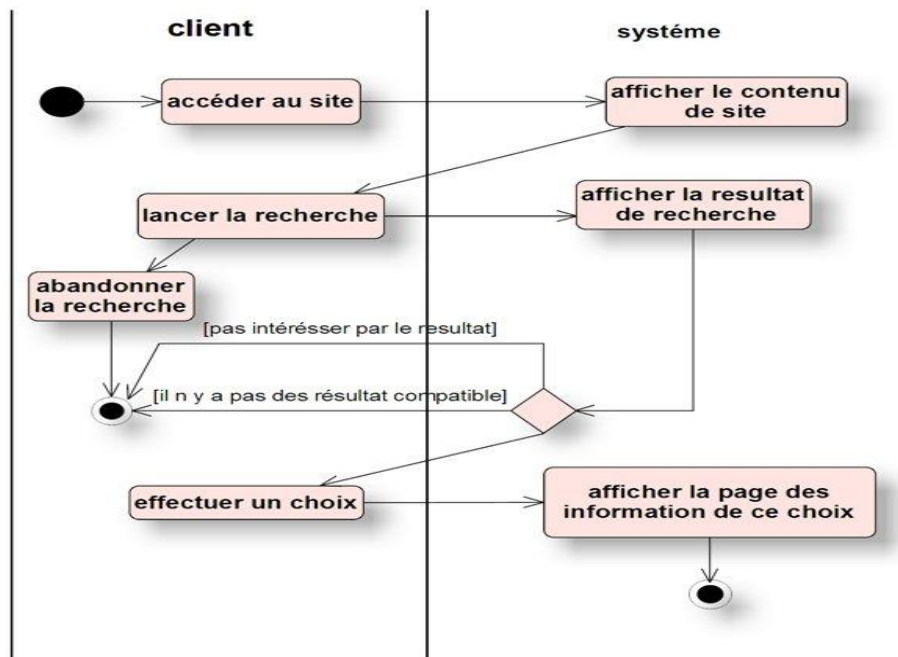 client
systéme
accéder au site
afficher le contenu
de site
lancer la recherche
afficher la resultat
de recherche
abandonner
la recherche
[pas intérésser par le resultat]
[il n y a pas des résultat compatible]
effectuer un choix
afficher la page des
information de ce choix